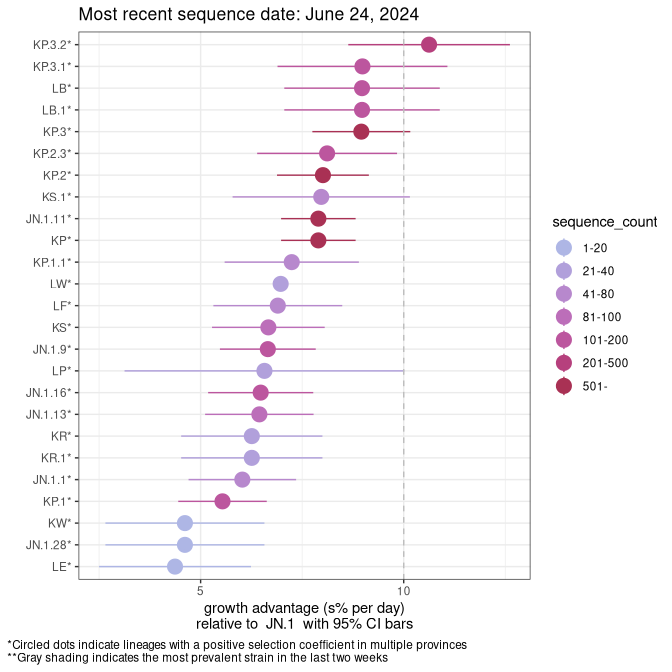 Most recent sequence date: June 24, 2024
KP.3.2*
KP.3.1*
LB*
LB.1*
KP.3*
KP.2.3*
KP.2*
KS.1*
JN.1.11*
KP*
KP.1.1*
LW*
LF*
KS*
JN.1.9*
LP*
JN.1.16*
JN.1.13*
KR*
KR.1*
JN.1.1*
KP.1*
KW*
JN.1.28*
LE*
5
10
growth advantage (s% per day)
relative to JN.1 with 95% CI bars
sequence_count
1-20
21-40
41-80
81-100
101-200
201-500
501-
*Circled dots indicate lineages with a positive selection coefficient in multiple provinces
**Gray shading indicates the most prevalent strain in the last two weeks